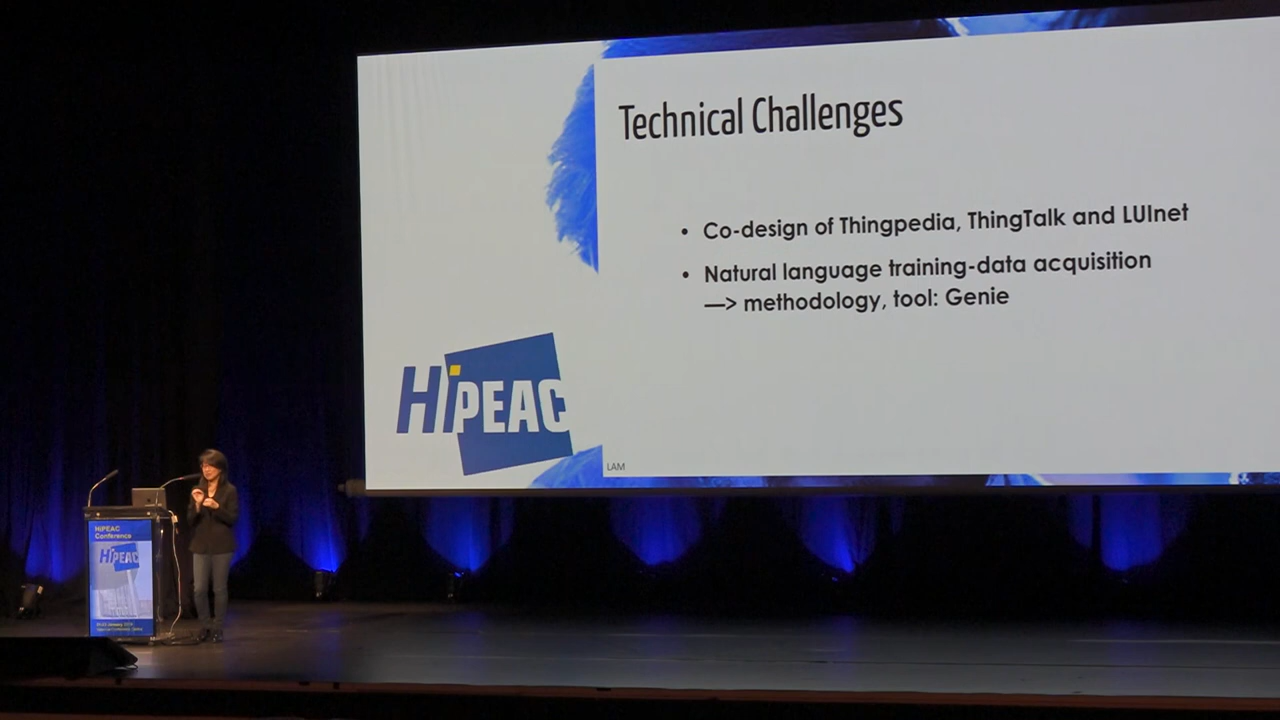 Technical Challenges
• Co-design of Thingpedia, ThingTalk and LUInet
• Natural language training-data acquisition
—> methodology, tool: Genie
HiPEAC
LAM
HiPEAC
Conference
HiPEAC